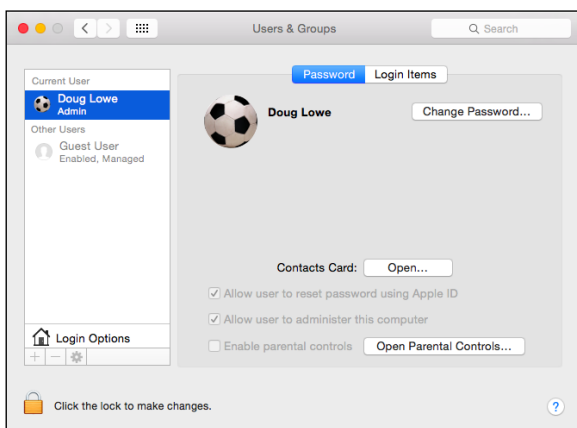 Users & Groups
Search
Password
Login Items
Current User
Doug Lowe
Admin
Other Users
Guest User
Enabled, Managed
Doug Lowe
Change Password...
Contacts Card:
Open...
Allow user to reset password using Apple ID
Allow user to administer this computer
Enable parental controls
Open Parental Controls...
Login Options
Click the lock to make changes.
?